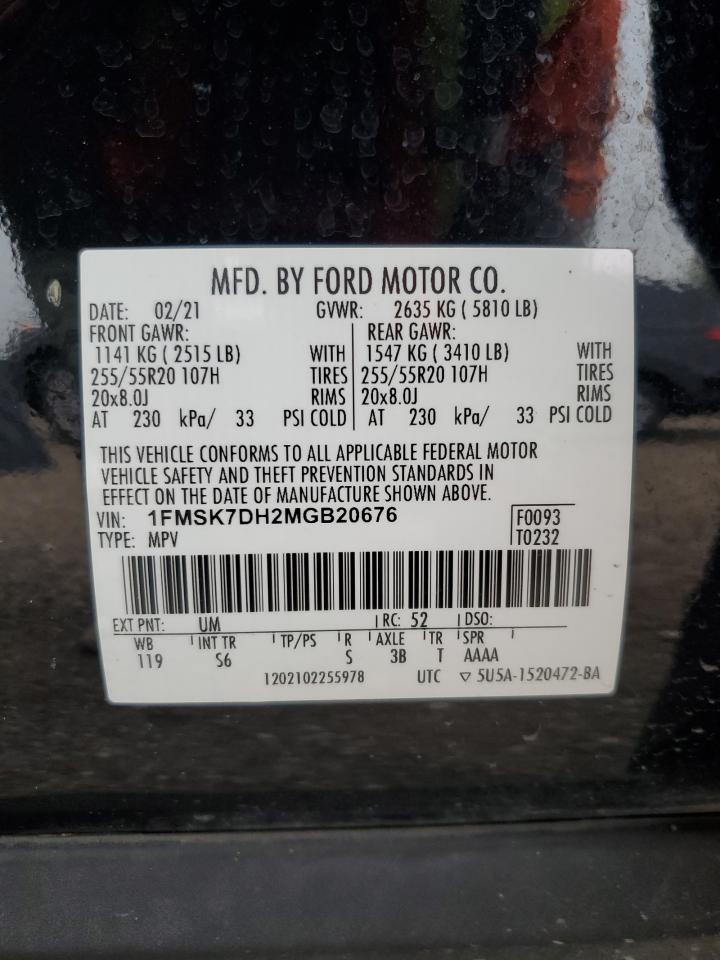 MFD. BY FORD MOTOR CO.
DATE: 02/21 GVWR: 2635 KG ( 5810 LB)
FRONT GAWR: REAR GAWR:
1141 KG ( 2515 LB) WITH 1547 KG ( 3410 LB) WITH
255/55R20 107H TIRES 255/55R20 107H TIRES
20x8.0J RIMS 20x8.0J RIMS
AT 230 kPa/ 33 PSI COLD AT 230 kPa/ 33 PSI COLD
THIS VEHICLE CONFORMS TO ALL APPLICABLE FEDERAL MOTOR
VEHICLE SAFETY AND THEFT PREVENTION STANDARDS IN
EFFECT ON THE DATE OF MANUFACTURE SHOWN ABOVE.
VIN: 1FMSK7DH2MGB20676 F0093
TYPE: MPV T0232
EXT PNT: UM RC: 52 DSO:
WB INT TR TP/PS R AXLE TR SPR
119 S6 S 3B T AAAA
1202102255978 UTC ▽ 5U5A-1520472-BA